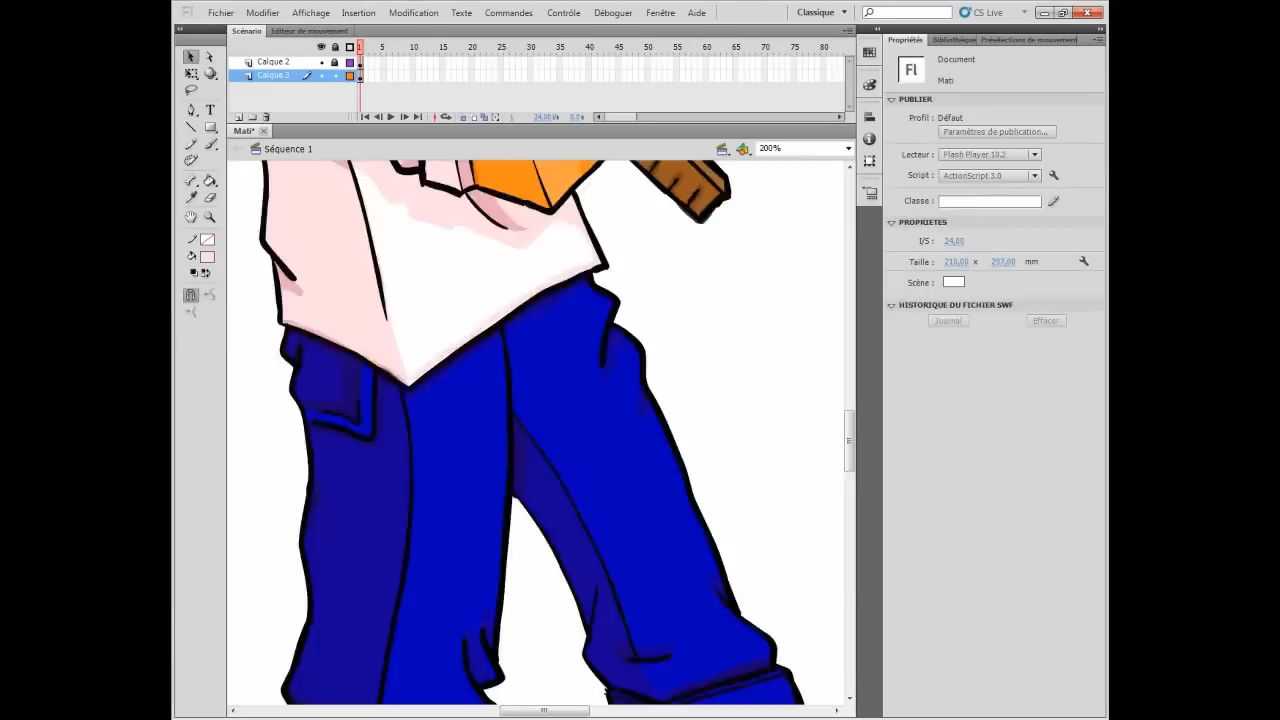 Fl Fichier Modifier Affichage Insertion Modification Texte Commandes Contrôle Déboguer Fenêtre Aide Classique CS Live
Scénario Editeur de mouvement
1 5 10 15 20 25 30 35 40 45 50 55 60 65 70 75 80
Calque 2
Calque 3
1 24,00 i/s 0,0 s
Mati*
Séquence 1 200%
Propriétés Bibliothèque Présélections de mouvement
Fl Document
Mati
PUBLIER
Profil : Défaut
Paramètres de publication...
Lecteur : Flash Player 10.2
Script : ActionScript 3.0
Classe :
PROPRIETES
I/S : 24,00
Taille : 210,00 x 297,00 mm
Scène :
HISTORIQUE DU FICHIER SWF
Journal Effacer